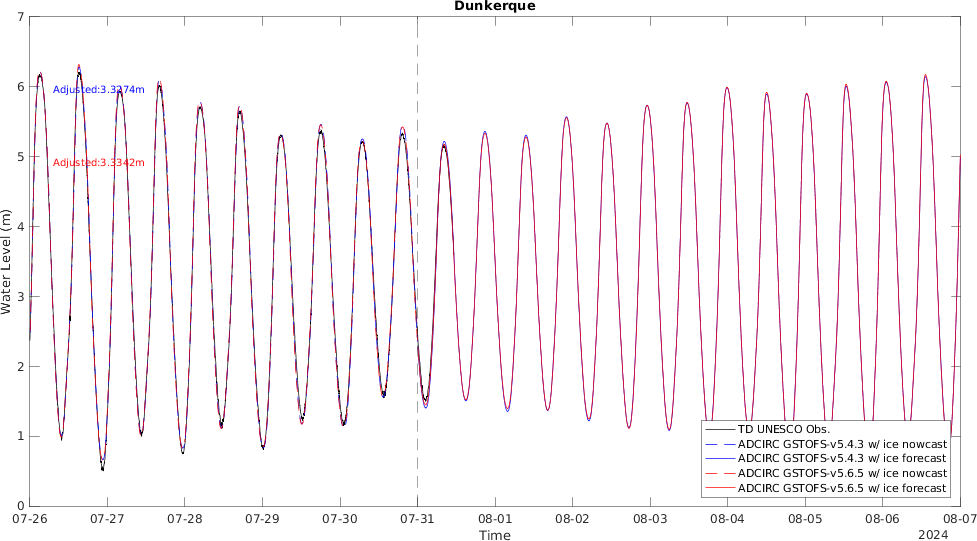 Dunkerque
7
6
5
4
3
2
1
0
Water Level (m)
Adjusted:3.3274m
Adjusted:3.3342m
TD UNESCO Obs.
ADCIRC GSTOFS-v5.4.3 w/ ice nowcast
ADCIRC GSTOFS-v5.4.3 w/ ice forecast
ADCIRC GSTOFS-v5.6.5 w/ ice nowcast
ADCIRC GSTOFS-v5.6.5 w/ ice forecast
07-26 07-27 07-28 07-29 07-30 07-31 08-01 08-02 08-03 08-04 08-05 08-06 08-07
Time
2024